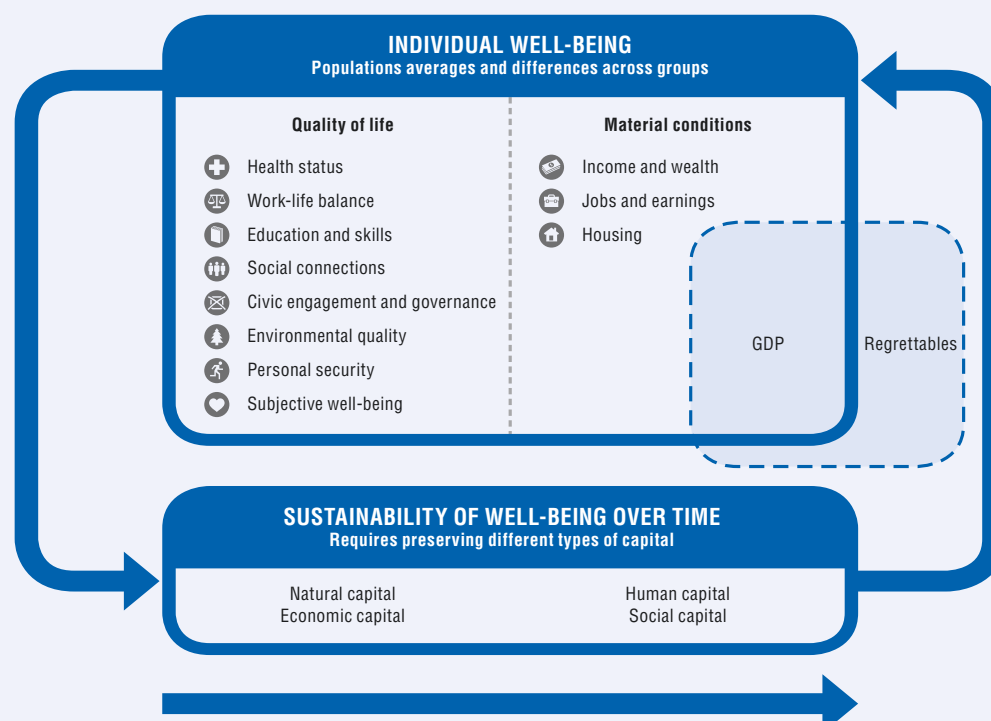 INDIVIDUAL WELL-BEING
Populations averages and differences across groups
Quality of life
Health status
Work-life balance
Education and skills
Social connections
Civic engagement and governance
Environmental quality
Personal security
Subjective well-being
Material conditions
Income and wealth
Jobs and earnings
Housing
GDP
Regrettables
SUSTAINABILITY OF WELL-BEING OVER TIME
Requires preserving different types of capital
Natural capital
Economic capital
Human capital
Social capital